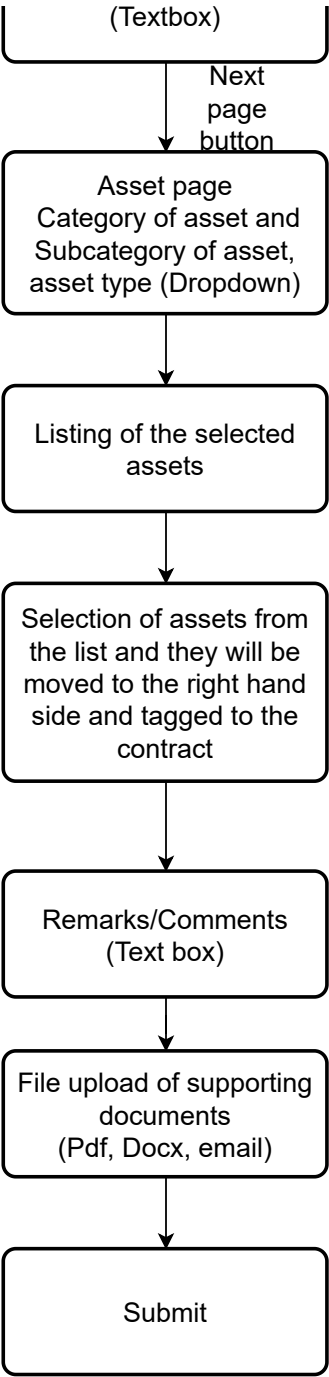 (Textbox)
Next
page
button
Asset page
Category of asset and
Subcategory of asset,
asset type (Dropdown)
Listing of the selected
assets
Selection of assets from
the list and they will be
moved to the right hand
side and tagged to the
contract
Remarks/Comments
(Text box)
File upload of supporting
documents
(Pdf, Docx, email)
Submit